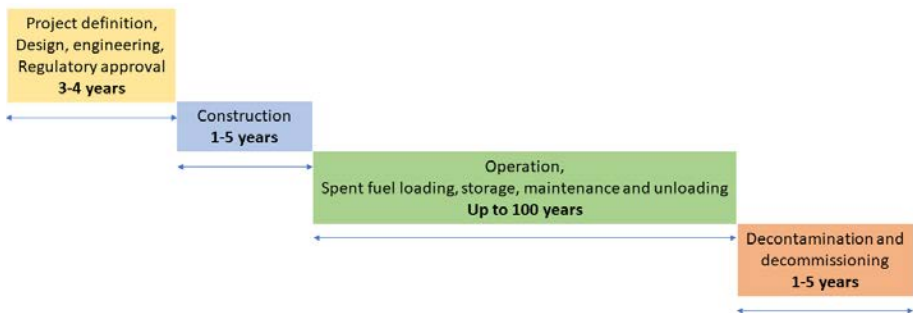 Project definition,
Design, engineering,
Regulatory approval
3-4 years
Construction
1-5 years
Operation,
Spent fuel loading, storage, maintenance and unloading
Up to 100 years
Decontamination and
decommissioning
1-5 years